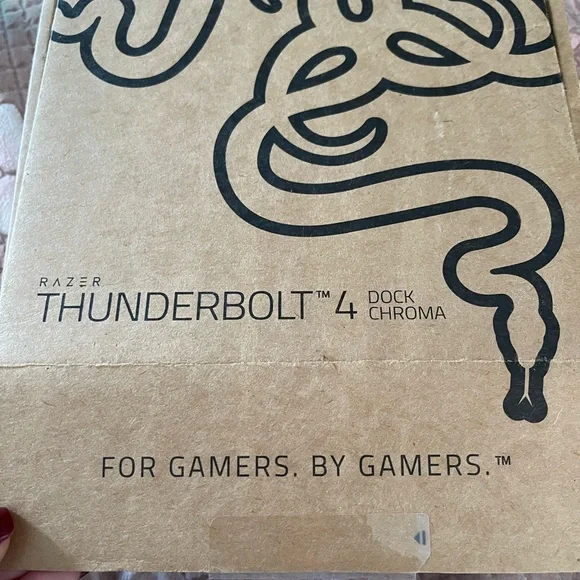 RAZER
THUNDERBOLT™ 4 DOCK
CHROMA
FOR GAMERS. BY GAMERS.™